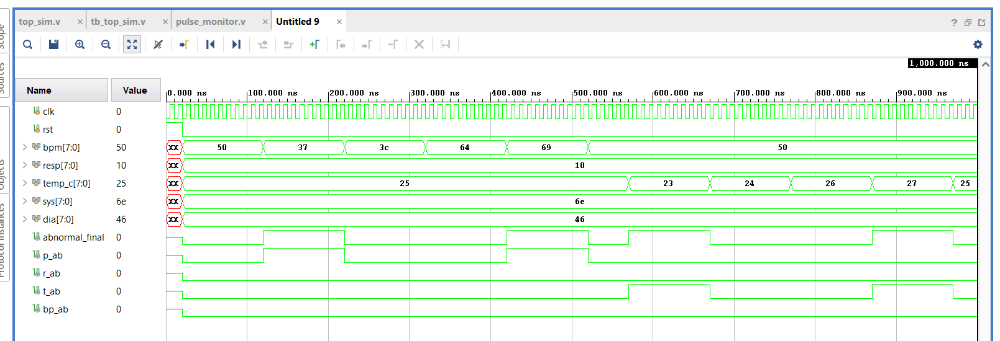 top_sim.v × tb_top_sim.v × pulse_monitor.v × Untitled 9 × ?
Scope
Sources
Objects
Protocol Instances
1,000.000 ns
Name Value
0.000 ns 100.000 ns 200.000 ns 300.000 ns 400.000 ns 500.000 ns 600.000 ns 700.000 ns 800.000 ns 900.000 ns
clk 0
rst 0
bpm[7:0] 50 XX 50 37 3c 64 69 50
resp[7:0] 10 XX 10
temp_c[7:0] 25 XX 25 23 24 26 27 25
sys[7:0] 6e XX 6e
dia[7:0] 46 XX 46
abnormal_final 0
p_ab 0
r_ab 0
t_ab 0
bp_ab 0